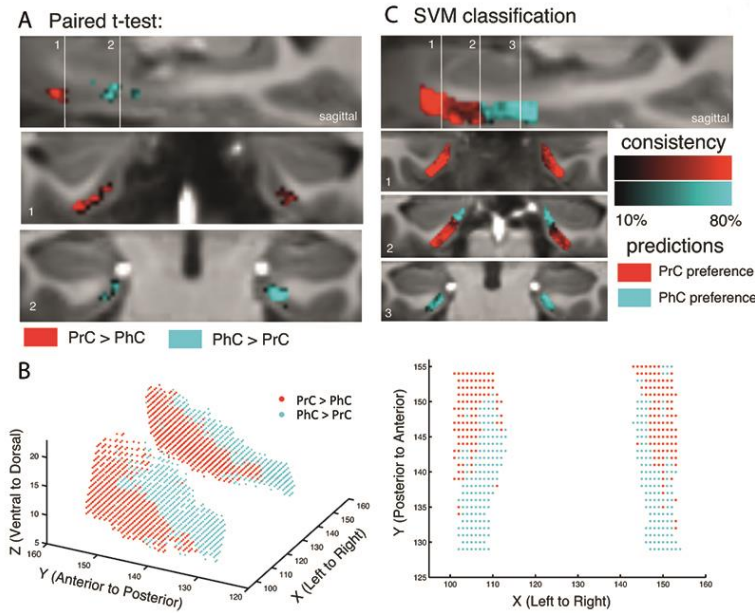 A Paired t-test:
1
2
sagittal
1
2
PrC > PhC
PhC > PrC
C SVM classification
1
2
3
sagittal
1
2
3
consistency
10%
80%
predictions
PrC preference
PhC preference
B
PrC > PhC
PhC > PrC
Z (Ventral to Dorsal)
20
15
10
5
160
150
140
130
120
Y (Anterior to Posterior)
100
110
120
130
140
150
160
X (Left to Right)
Y (Posterior to Anterior)
155
150
145
140
135
130
125
100
110
120
130
140
150
160
X (Left to Right)